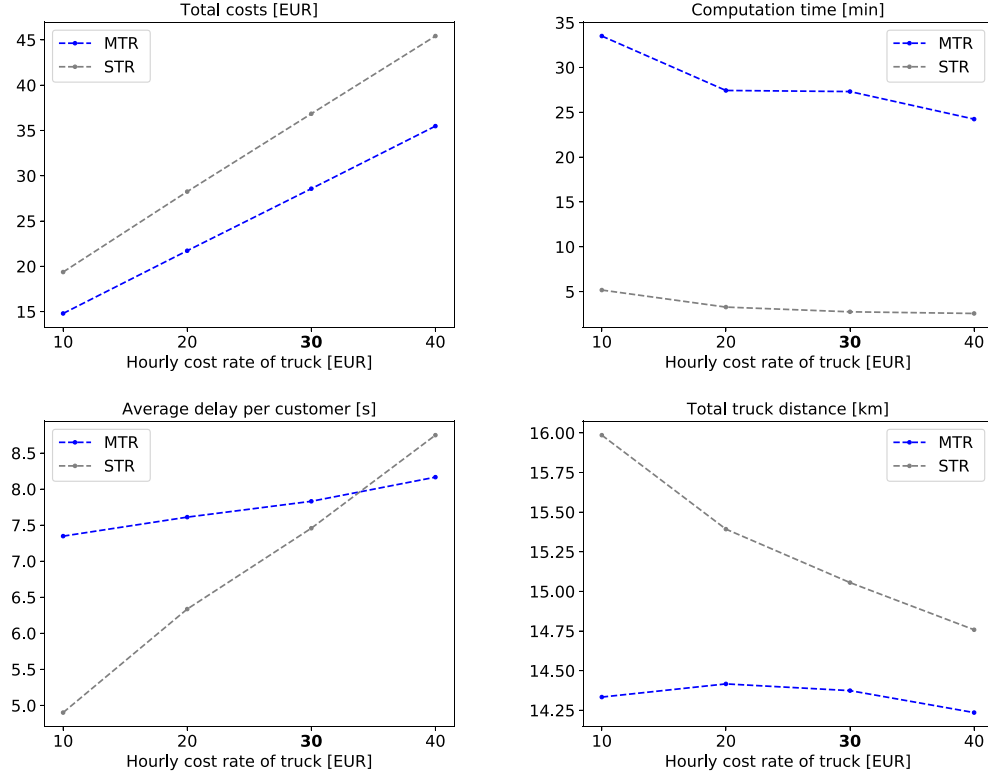 Total costs [EUR]
45
40
35
30
25
20
15
MTR
STR
10 20 30 40
Hourly cost rate of truck [EUR]
Computation time [min]
35
30
25
20
15
10
5
MTR
STR
10 20 30 40
Hourly cost rate of truck [EUR]
Average delay per customer [s]
8.5
8.0
7.5
7.0
6.5
6.0
5.5
5.0
MTR
STR
10 20 30 40
Hourly cost rate of truck [EUR]
Total truck distance [km]
16.00
15.75
15.50
15.25
15.00
14.75
14.50
14.25
MTR
STR
10 20 30 40
Hourly cost rate of truck [EUR]